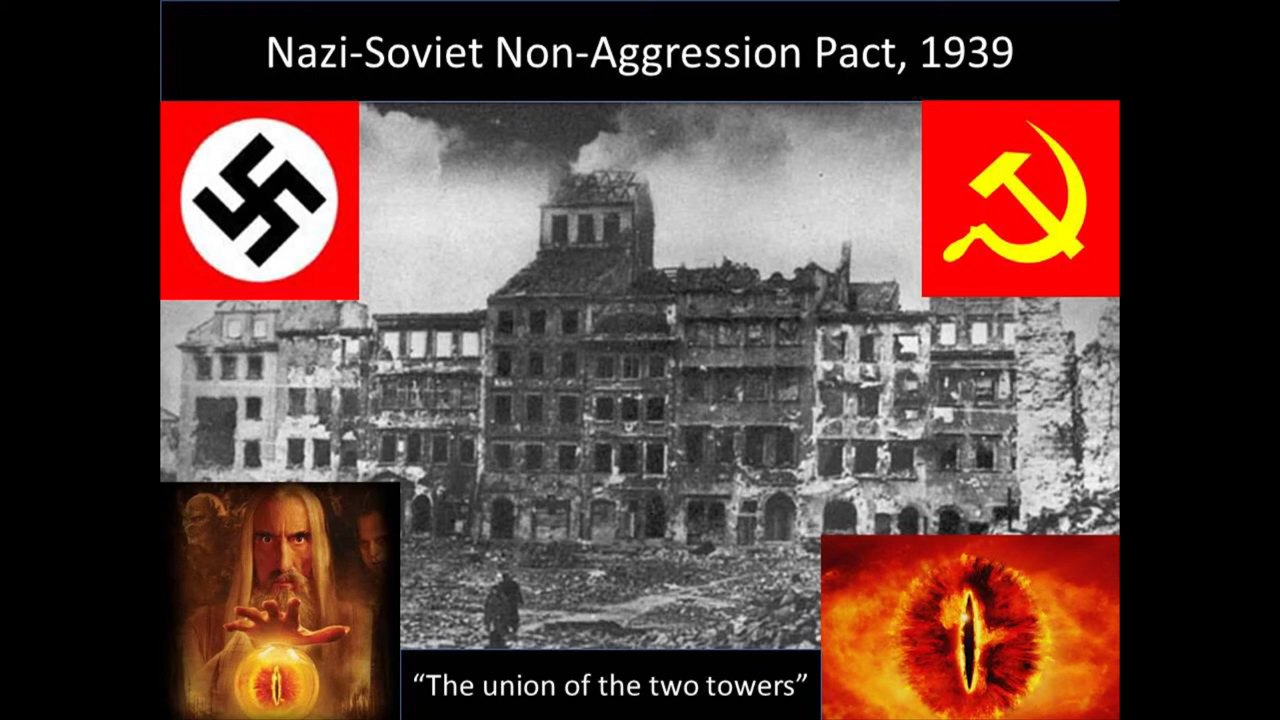 Nazi-Soviet Non-Aggression Pact, 1939
“The union of the two towers”